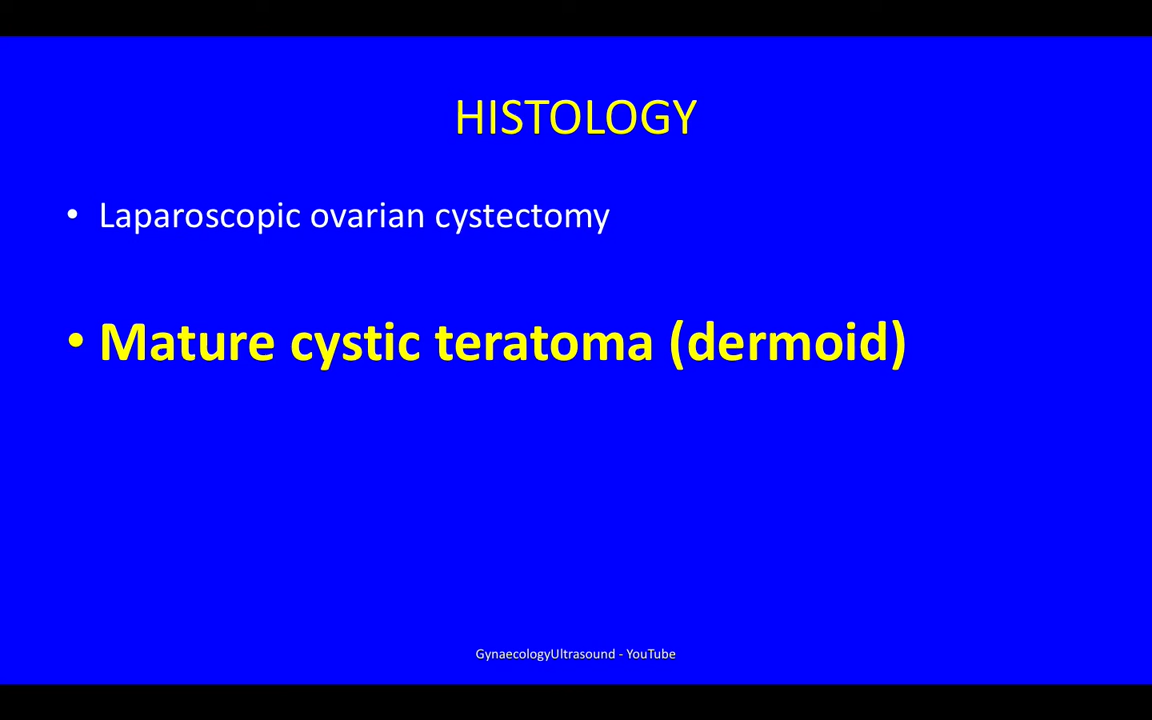 HISTOLOGY
• Laparoscopic ovarian cystectomy
• Mature cystic teratoma (dermoid)
GynaecologyUltrasound - YouTube